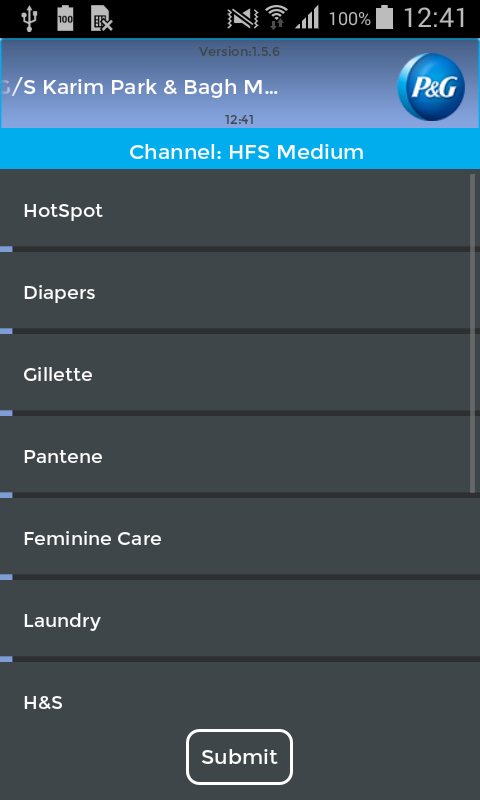 100
100%
12:41
Version:1.5.6
G/S Karim Park & Bagh M...
P&G
12:41
Channel: HFS Medium
HotSpot
Diapers
Gillette
Pantene
Feminine Care
Laundry
H&S
Submit